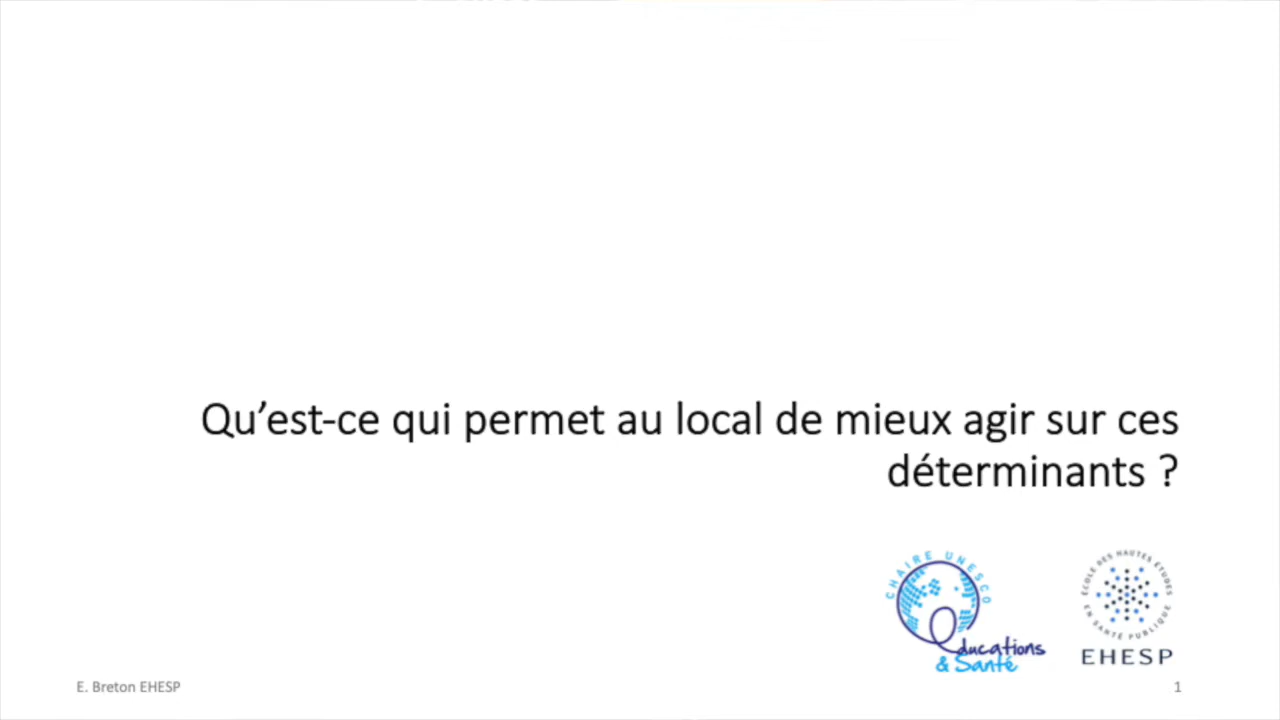 Qu’est-ce qui permet au local de mieux agir sur ces
déterminants ?
CHAIRE UNESCO
éducations
& Santé
ÉCOLE DES HAUTES ÉTUDES
EN SANTÉ PUBLIQUE
EHESP
E. Breton EHESP
1